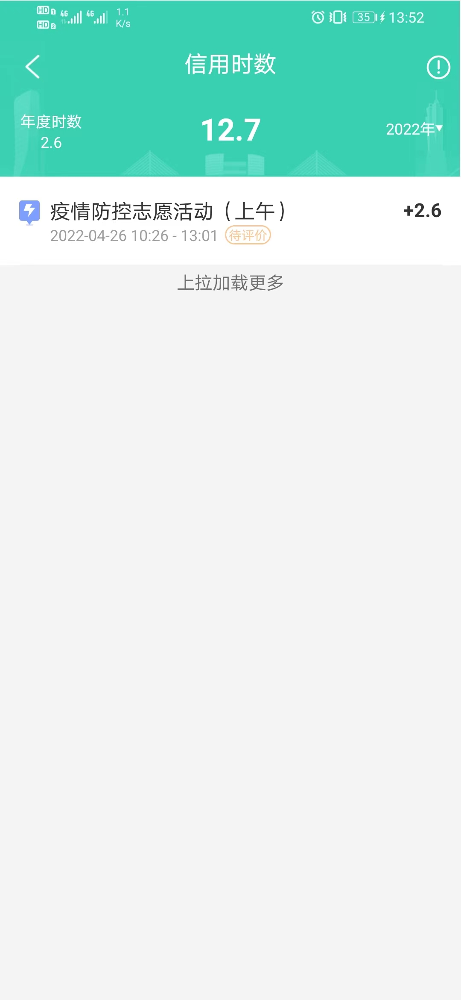 HD 1 4G 4G 1.1
HD 2 K/s
35 13:52
信用时数
年度时数
2.6
12.7
2022年
疫情防控志愿活动（上午）
+2.6
2022-04-26 10:26 - 13:01 待评价
上拉加载更多